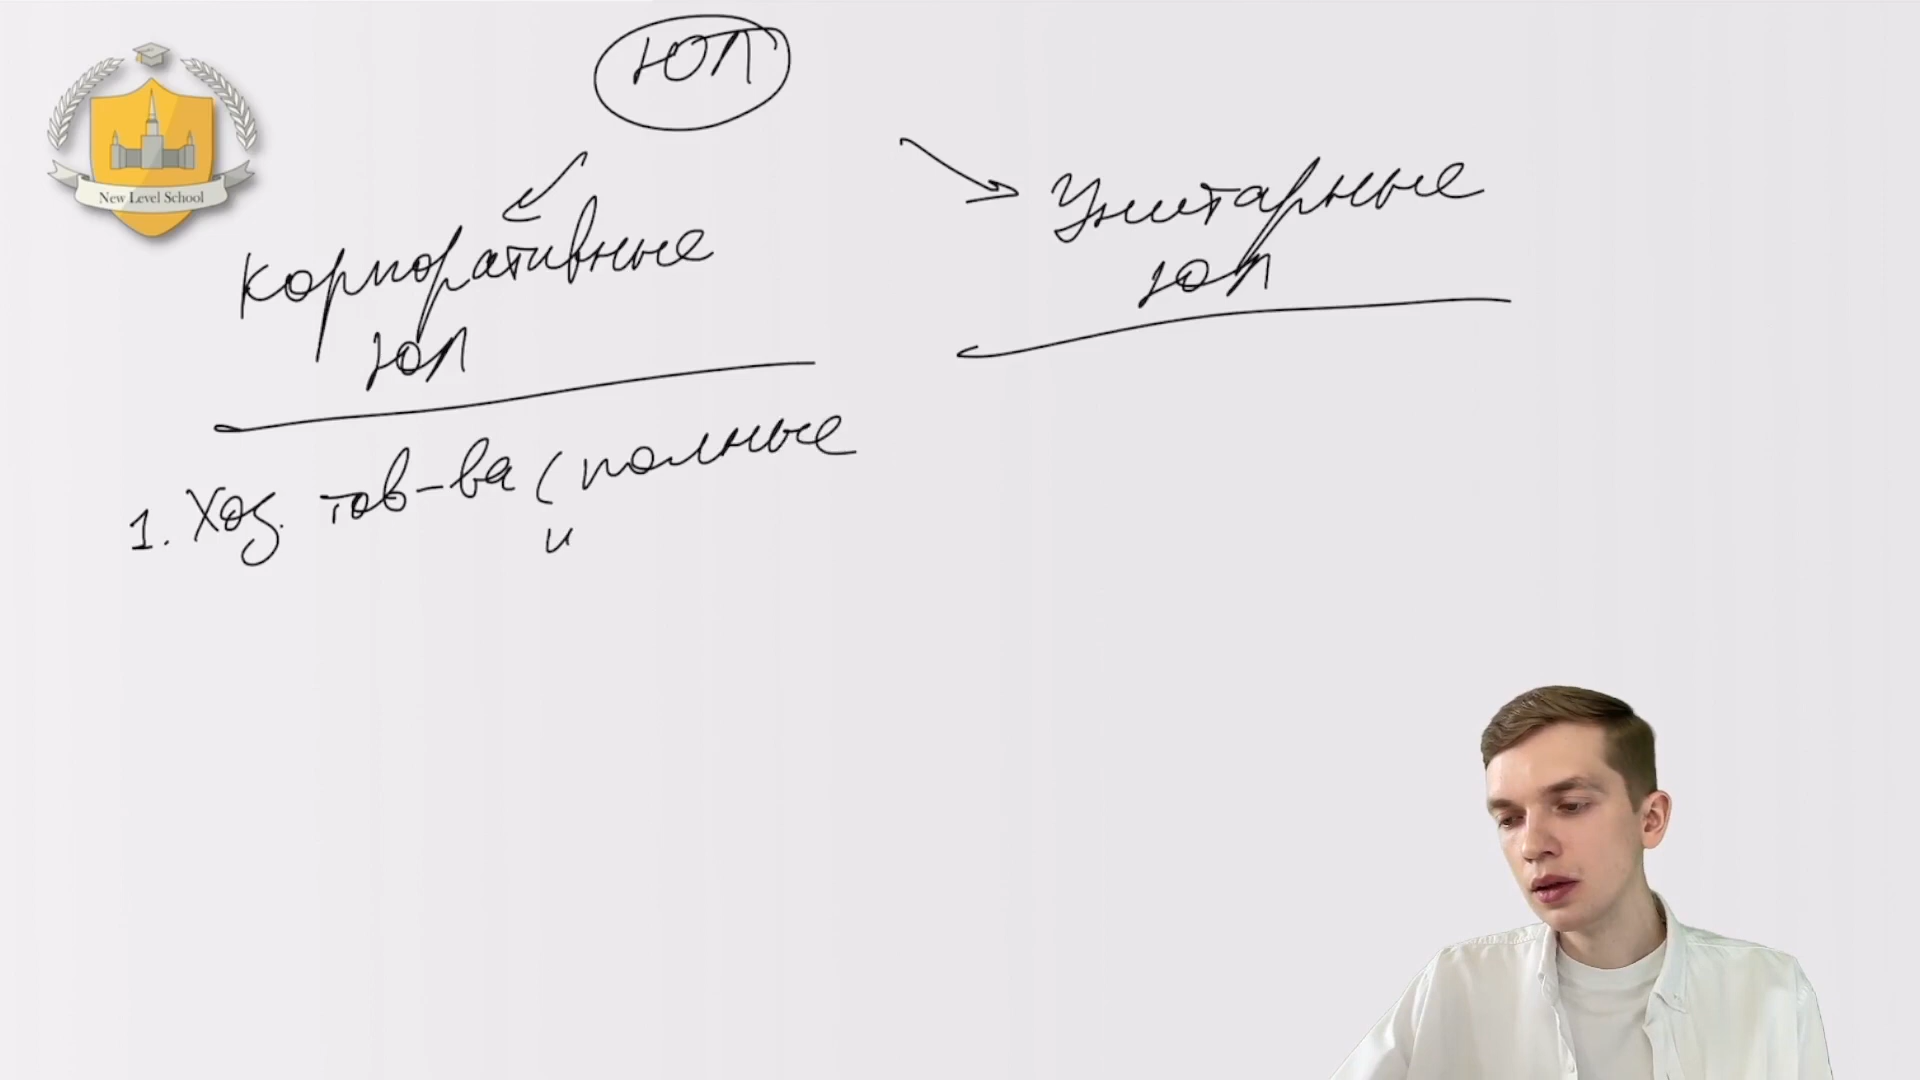 New Level School
ЮЛ
Корпоративные
ЮЛ
Унитарные
ЮЛ
1. Хоз. тов-ва (полные
и